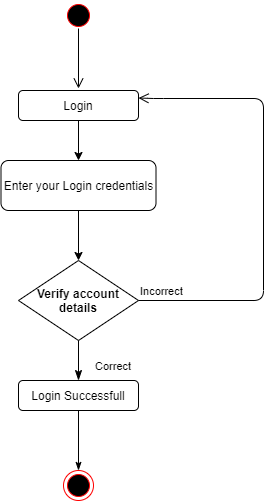 Login
Enter your Login credentials
Verify account
details
Incorrect
Correct
Login Successfull